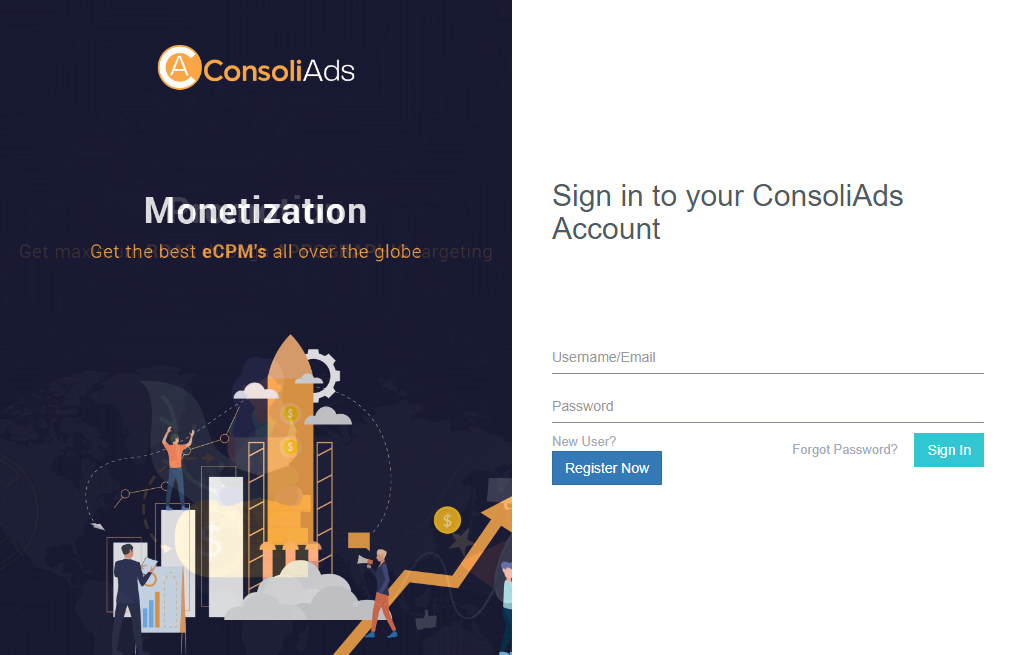 ConsoliAds
Monetization
Get the best eCPM's all over the globe
Sign in to your ConsoliAds
Account
Username/Email
Password
New User?
Register Now
Forgot Password?
Sign In